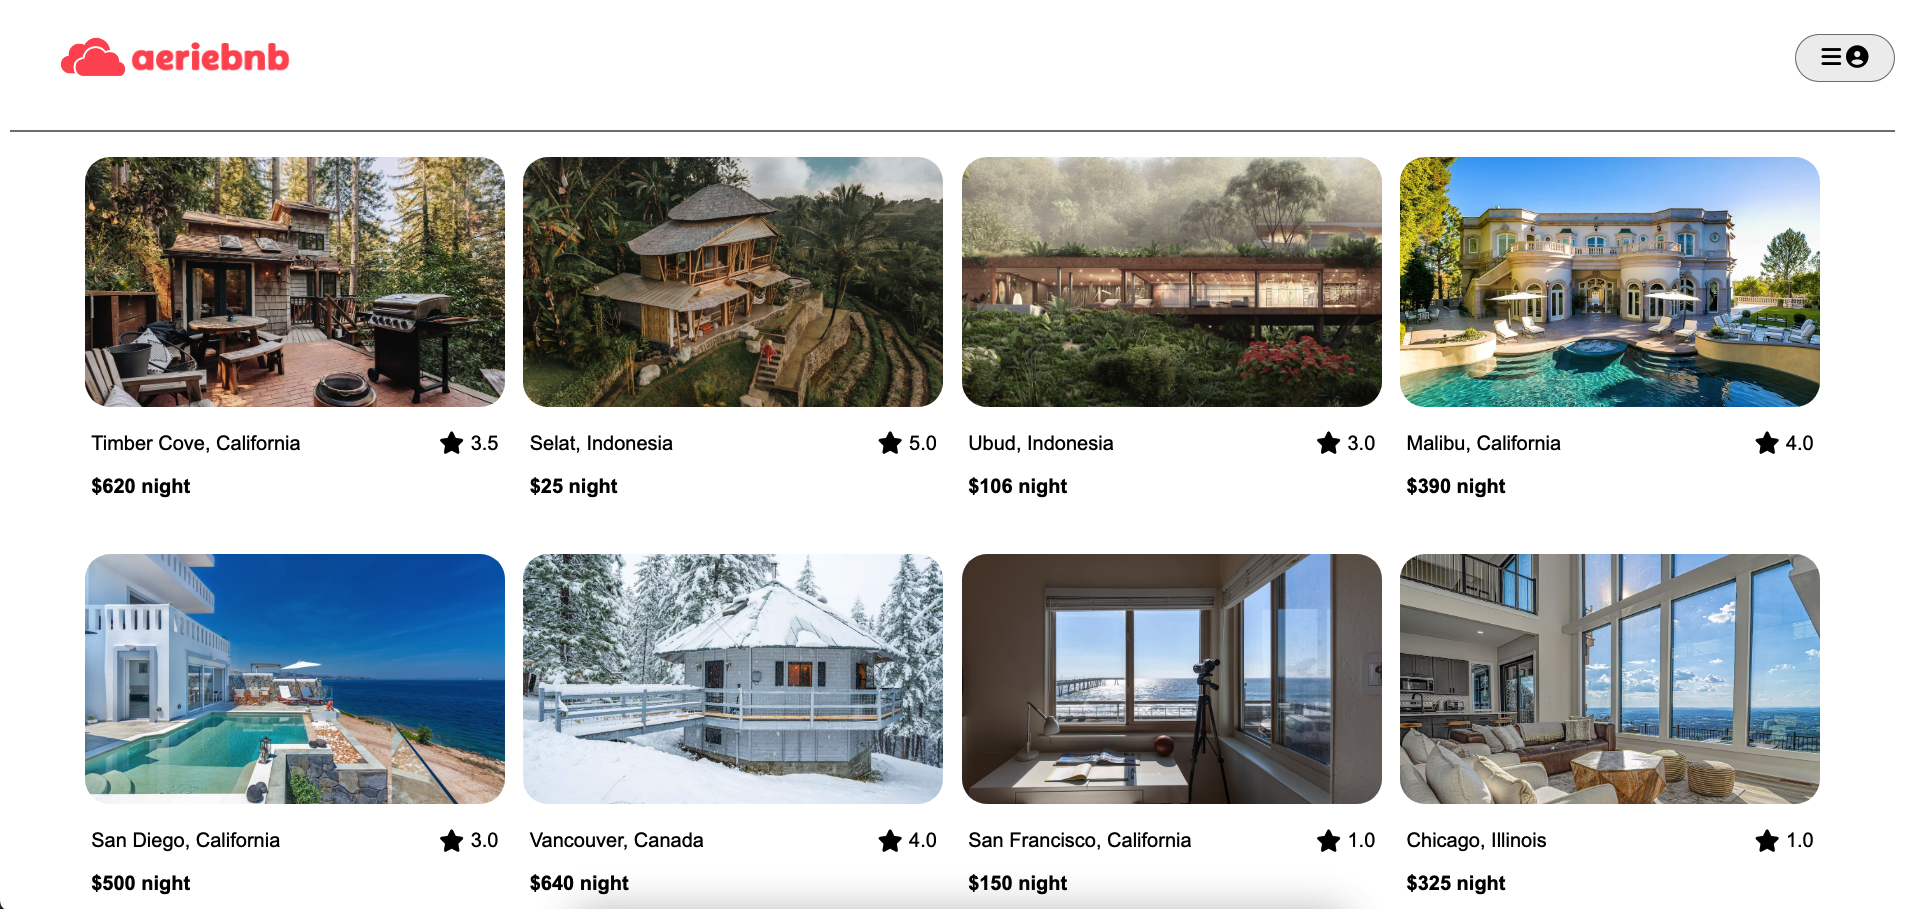 aeriebnb
Timber Cove, California 3.5
$620 night
Selat, Indonesia 5.0
$25 night
Ubud, Indonesia 3.0
$106 night
Malibu, California 4.0
$390 night
San Diego, California 3.0
$500 night
Vancouver, Canada 4.0
$640 night
San Francisco, California 1.0
$150 night
Chicago, Illinois 1.0
$325 night